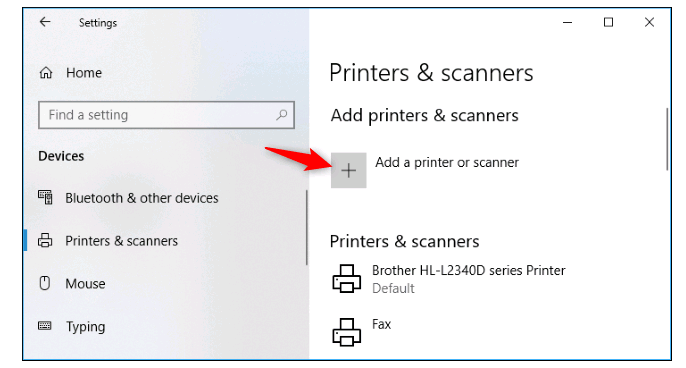 Settings
Home
Find a setting
Devices
Bluetooth & other devices
Printers & scanners
Mouse
Typing
Printers & scanners
Add printers & scanners
Add a printer or scanner
Printers & scanners
Brother HL-L2340D series Printer
Default
Fax